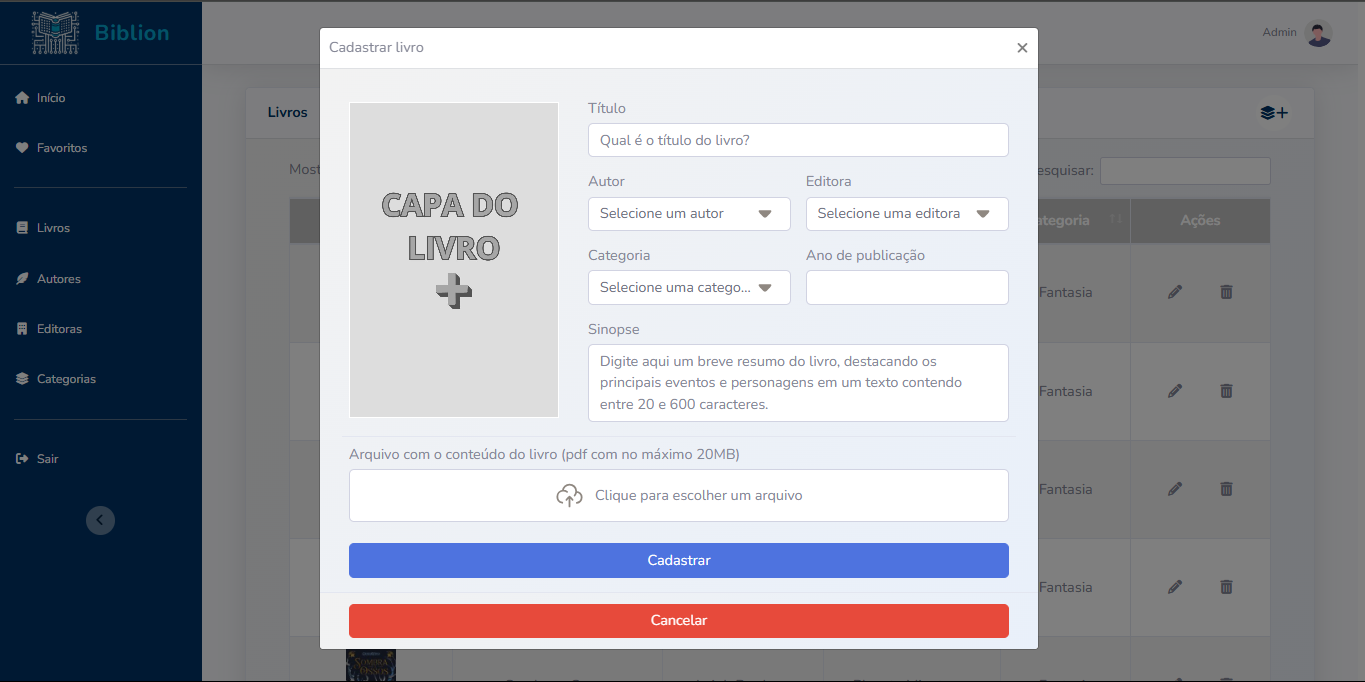 Biblion
Admin
Início
Favoritos
Livros
Autores
Editoras
Categorias
Sair
Livros
Most
esquisar:
ategoria
Ações
Fantasia
Fantasia
Fantasia
Fantasia
SOMBRA
OSSOS
Cadastrar livro
×
CAPA DO
LIVRO
Título
Qual é o título do livro?
Autor
Editora
Selecione um autor
Selecione uma editora
Categoria
Ano de publicação
Selecione uma catego...
Sinopse
Digite aqui um breve resumo do livro, destacando os
principais eventos e personagens em um texto contendo
entre 20 e 600 caracteres.
Arquivo com o conteúdo do livro (pdf com no máximo 20MB)
Clique para escolher um arquivo
Cadastrar
Cancelar